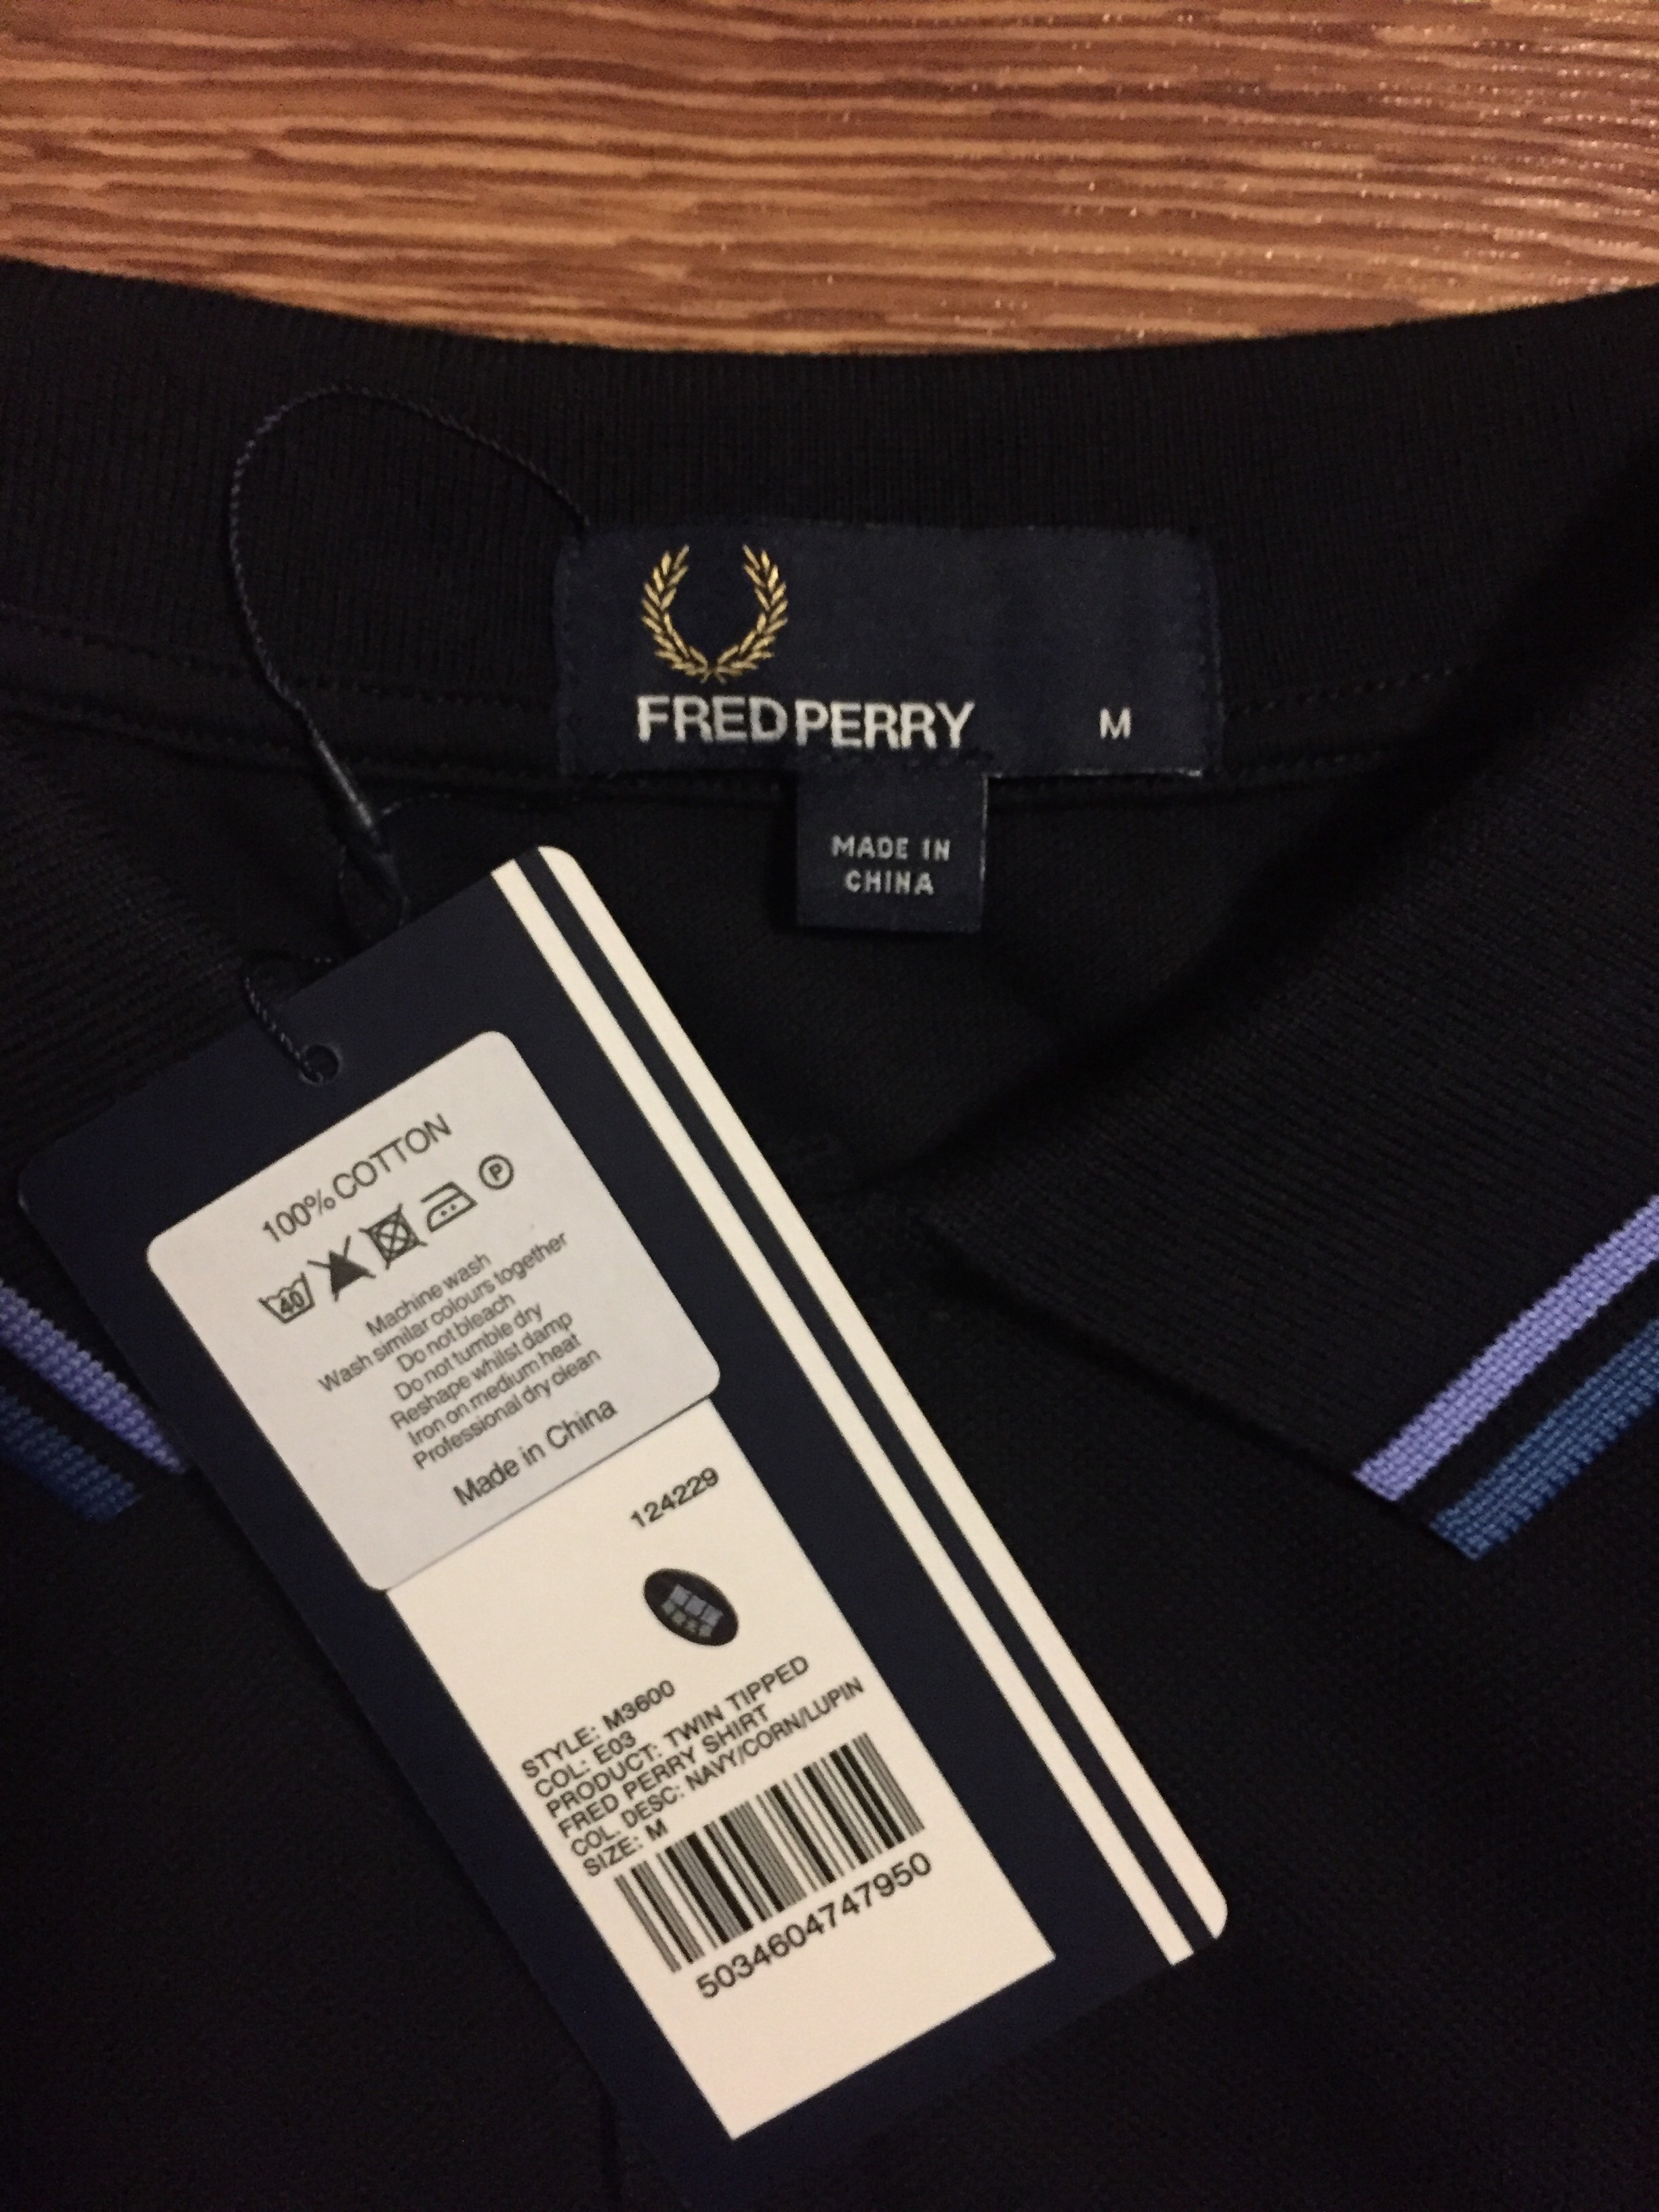 FRED PERRY M
MADE IN
CHINA
100% COTTON
40 P
Machine wash
Wash similar colours together
Do not bleach
Do not tumble dry
Reshape whilst damp
Iron on medium heat
Professional dry clean
Made in China
124229
STYLE: M3600
COL: E03
PRODUCT: TWIN TIPPED
FRED PERRY SHIRT
COL. DESC: NAVY/CORN/LUPIN
SIZE: M
5034604747950